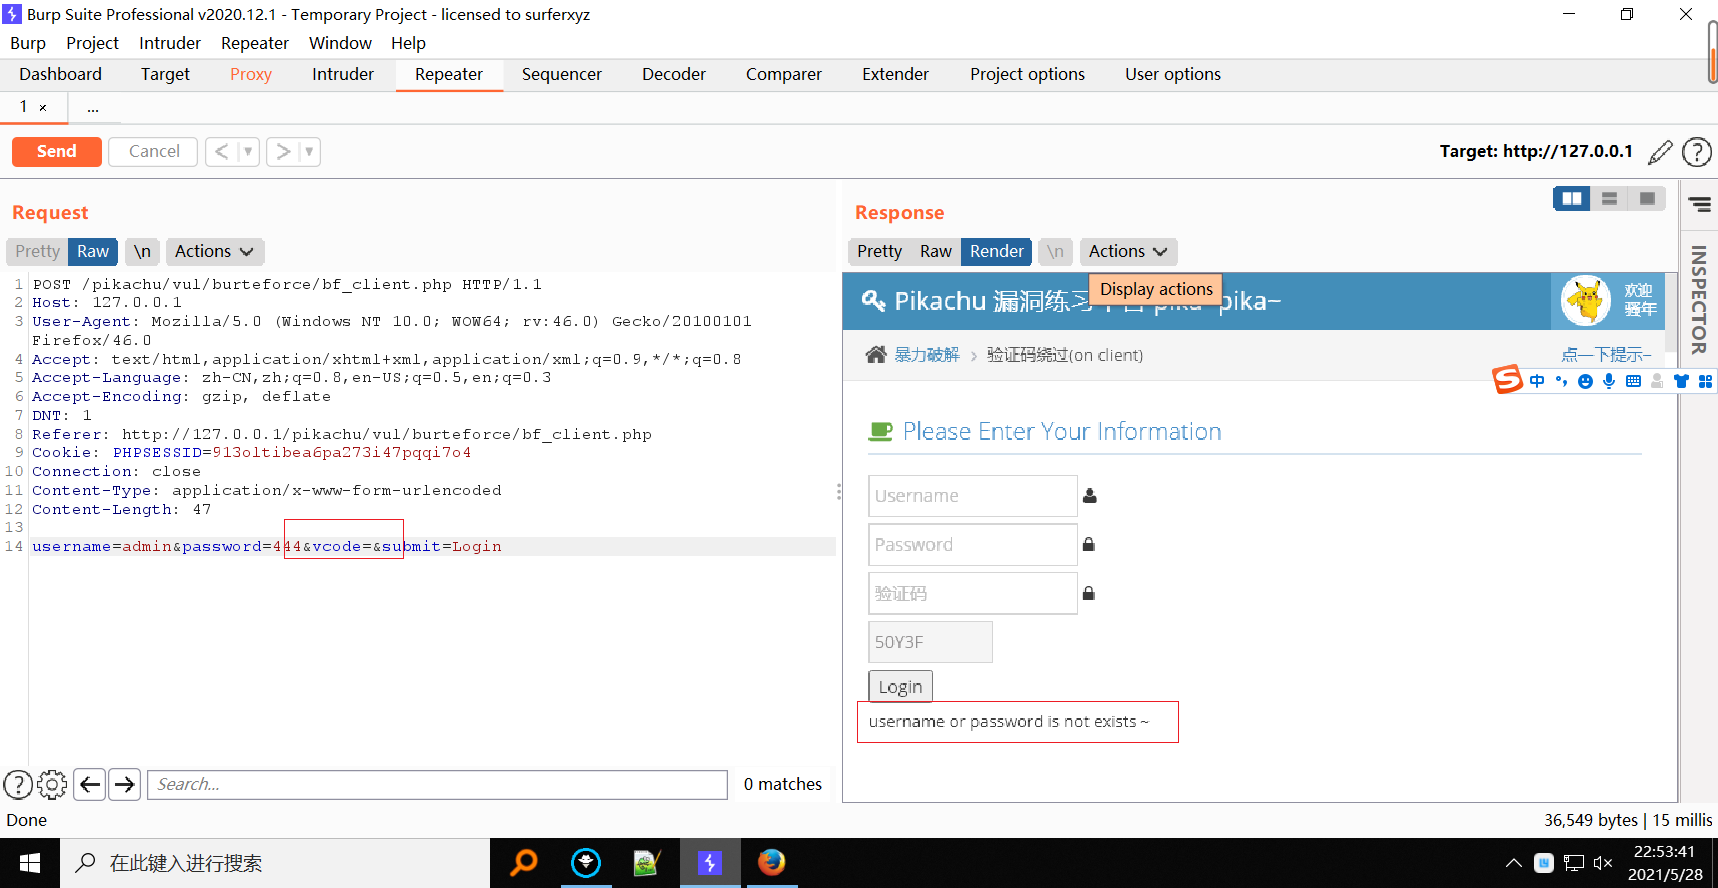 Burp Suite Professional v2020.12.1 - Temporary Project - licensed to surferxyz
Burp Project Intruder Repeater Window Help
Dashboard Target Proxy Intruder Repeater Sequencer Decoder Comparer Extender Project options User options
1 × ...
Send Cancel < > Target: http://127.0.0.1
Request
Pretty Raw \n Actions
1 POST /pikachu/vul/burteforce/bf_client.php HTTP/1.1
2 Host: 127.0.0.1
3 User-Agent: Mozilla/5.0 (Windows NT 10.0; WOW64; rv:46.0) Gecko/20100101
Firefox/46.0
4 Accept: text/html,application/xhtml+xml,application/xml;q=0.9,*/*;q=0.8
5 Accept-Language: zh-CN,zh;q=0.8,en-US;q=0.5,en;q=0.3
6 Accept-Encoding: gzip, deflate
7 DNT: 1
8 Referer: http://127.0.0.1/pikachu/vul/burteforce/bf_client.php
9 Cookie: PHPSESSID=913oltibea6pa273i47pqqi7o4
10 Connection: close
11 Content-Type: application/x-www-form-urlencoded
12 Content-Length: 47
13
14 username=admin&password=444&vcode=&submit=Login
Search...
0 matches
Response
Pretty Raw Render \n Actions
Display actions
Pikachu 漏洞练习 pika~
欢迎
骚年
暴力破解 > 验证码绕过(on client) 点一下提示~
中
Please Enter Your Information
Username
Password
验证码
50Y3F
Login
username or password is not exists ~
INSPECTOR
Done 36,549 bytes | 15 millis
在此键入进行搜索
22:53:41
2021/5/28